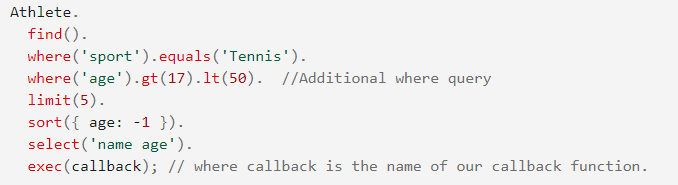 Athlete.
find().
where('sport').equals('Tennis').
where('age').gt(17).lt(50).  //Additional where query
limit(5).
sort({ age: -1 }).
select('name age').
exec(callback); // where callback is the name of our callback function.